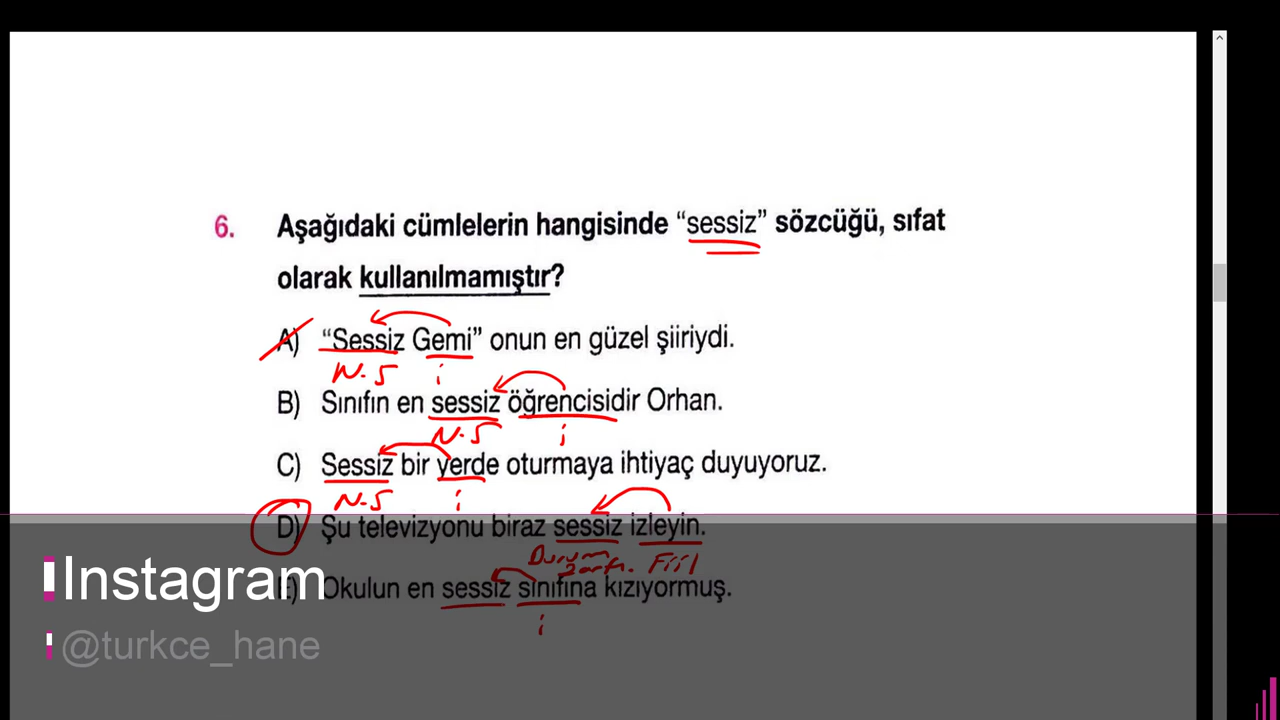 6. Aşağıdaki cümlelerin hangisinde “sessiz” sözcüğü, sıfat
olarak kullanılmamıştır?
A) “Sessiz Gemi” onun en güzel şiiriydi.
N.S i
B) Sınıfın en sessiz öğrencisidir Orhan.
N.S i
C) Sessiz bir yerde oturmaya ihtiyaç duyuyoruz.
N.S i
D) Şu televizyonu biraz sessiz izleyin.
Durum Zarfı. Fiil
E) Okulun en sessiz sınıfına kızıyormuş.
i
Instagram
@turkce_hane